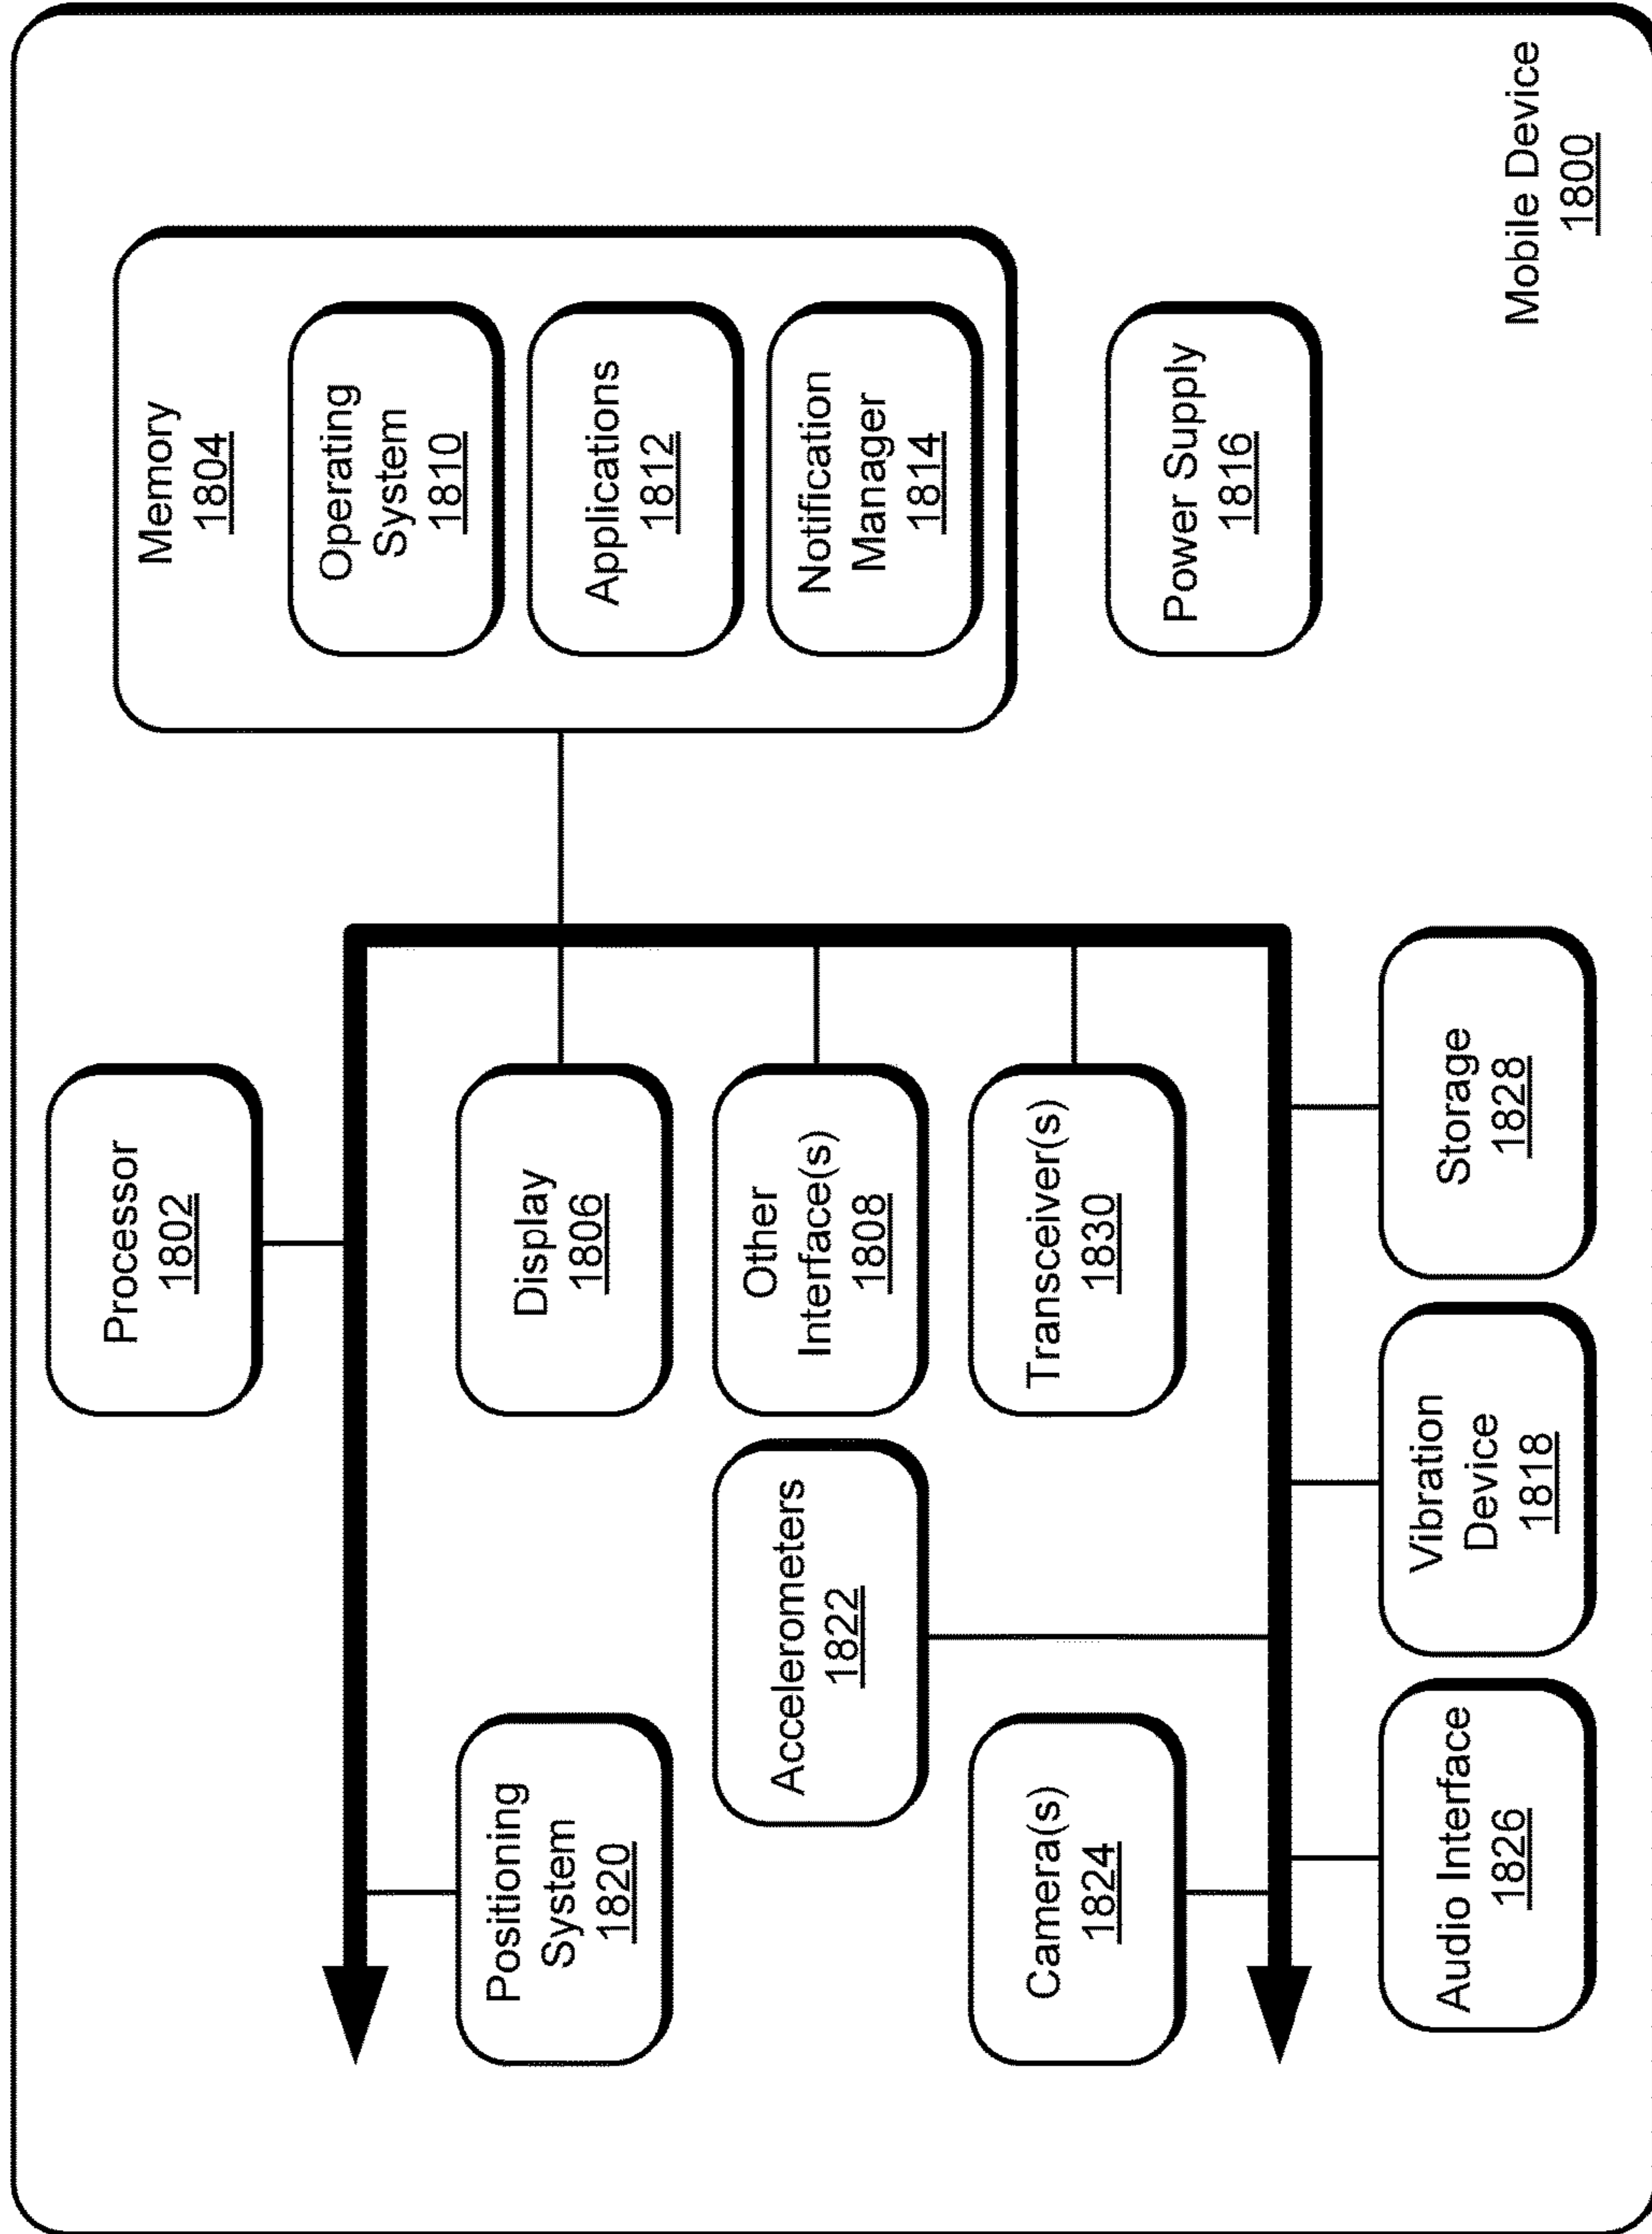 Processor
1802
Memory
1804
Operating
System
1810
Applications
1812
Notification
Manager
1814
Positioning
System
1820
Display
1806
Accelerometers
1822
Other
Interface(s)
1808
Camera(s)
1824
Transceiver(s)
1830
Power Supply
1816
Audio Interface
1826
Vibration
Device
1818
Storage
1828
Mobile Device
1800